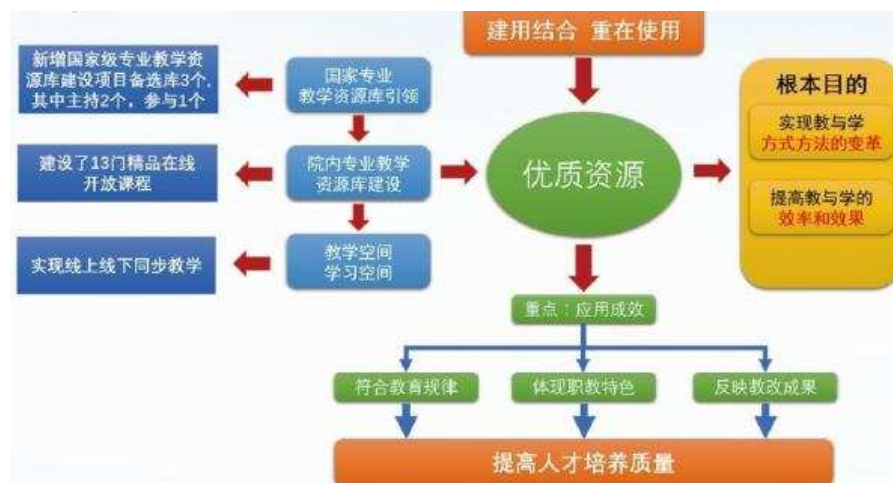 建用结合 重在使用
新增国家级专业教学资
源库建设项目备选库3个,
其中主持2个，参与1个
国家专业
教学资源库引领
根本目的
实现教与学
方式方法的变革
建设了13门精品在线
开放课程
院内专业教学
资源库建设
优质资源
提高教与学的
效率和效果
实现线上线下同步教学
教学空间
学习空间
重点：应用成效
符合教育规律
体现职教特色
反映教改成果
提高人才培养质量